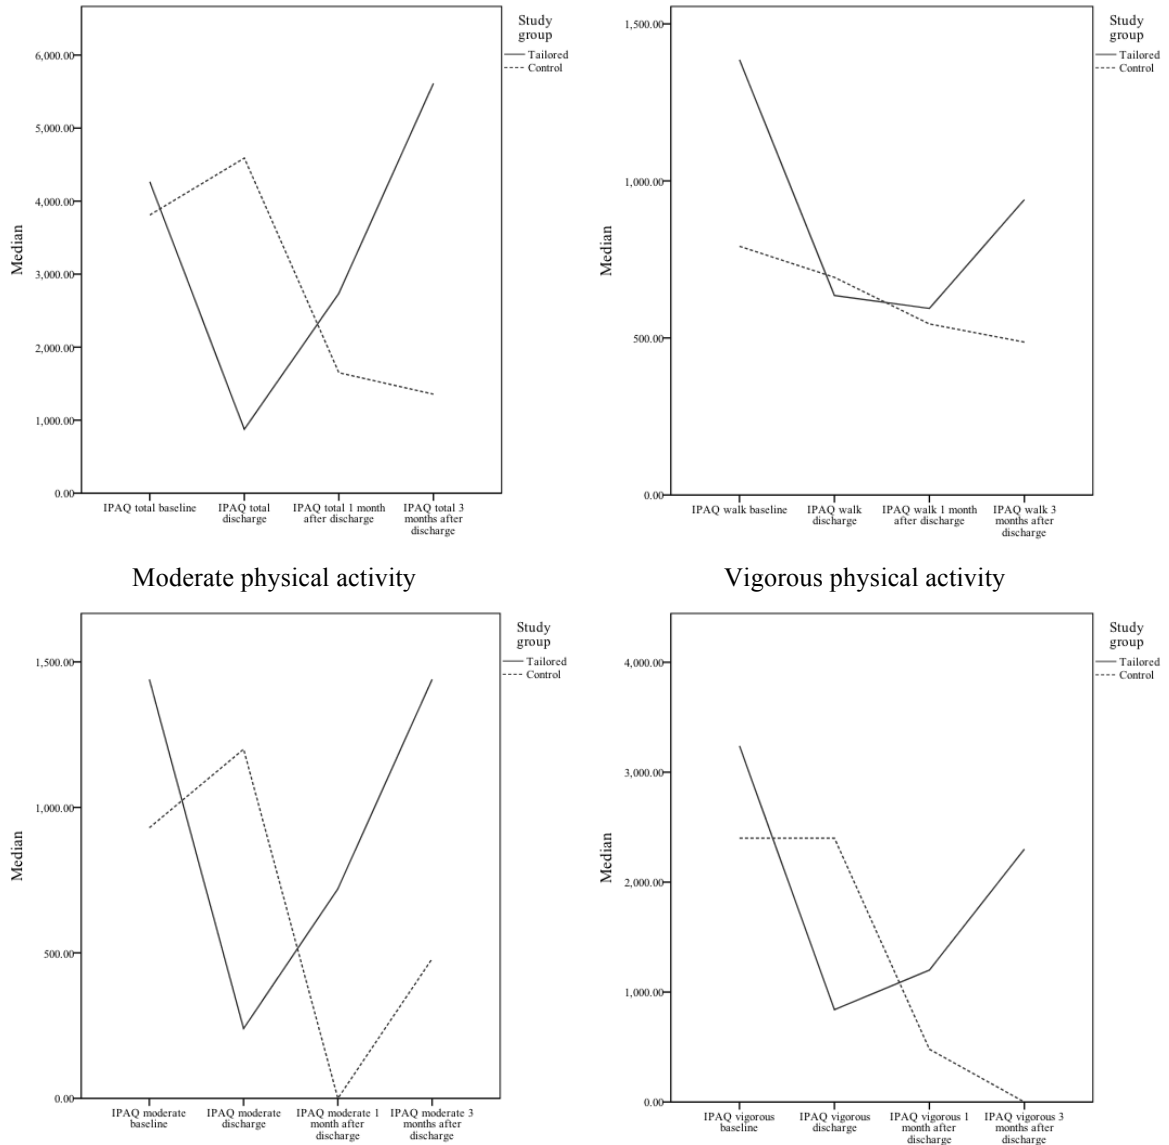 Study
group
Tailored
Control
6,000.00
5,000.00
4,000.00
3,000.00
2,000.00
1,000.00
0.00
Median
IPAQ total baseline
IPAQ total
discharge
IPAQ total 1 month
after discharge
IPAQ total 3
months after
discharge
Study
group
Tailored
Control
1,500.00
1,000.00
500.00
0.00
Median
IPAQ walk baseline
IPAQ walk
discharge
IPAQ walk 1 month
after discharge
IPAQ walk 3
months after
discharge
Moderate physical activity
Study
group
Tailored
Control
1,500.00
1,000.00
500.00
0.00
Median
IPAQ moderate
baseline
IPAQ moderate
discharge
IPAQ moderate 1
month after
discharge
IPAQ moderate 3
months after
discharge
Vigorous physical activity
Study
group
Tailored
Control
4,000.00
3,000.00
2,000.00
1,000.00
0.00
Median
IPAQ vigorous
baseline
IPAQ vigorous
discharge
IPAQ vigorous 1
month after
discharge
IPAQ vigorous 3
months after
discharge